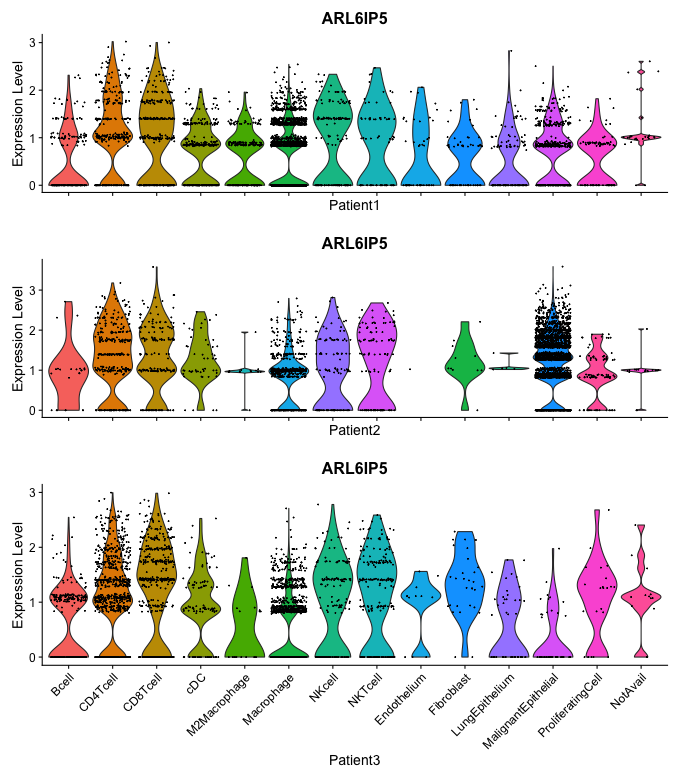 ARL6IP5
Expression Level
3
2
1
0
Patient1
ARL6IP5
Expression Level
3
2
1
0
Patient2
ARL6IP5
Expression Level
3
2
1
0
Bcell
CD4Tcell
CD8Tcell
cDC
M2Macrophage
Macrophage
NKcell
NKTcell
Endothelium
Fibroblast
LungEpithelium
MalignantEpithelial
ProliferatingCell
NotAvail
Patient3